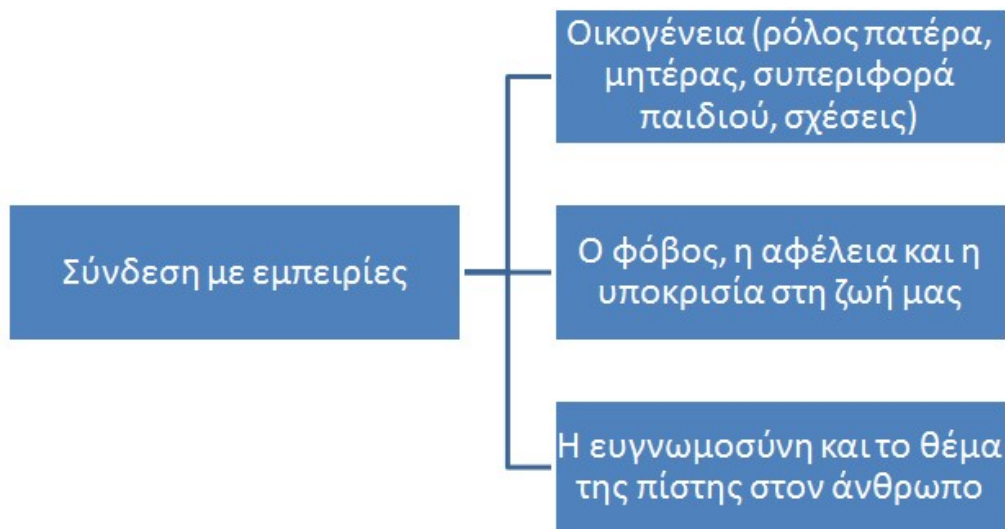 Σύνδεση με εμπειρίες
Οικογένεια (ρόλος πατέρα,
μητέρας, συπεριφορά
παιδιού, σχέσεις)
Ο φόβος, η αφέλεια και η
υποκρισία στη ζωή μας
Η ευγνωμοσύνη και το θέμα
της πίστης στον άνθρωπο